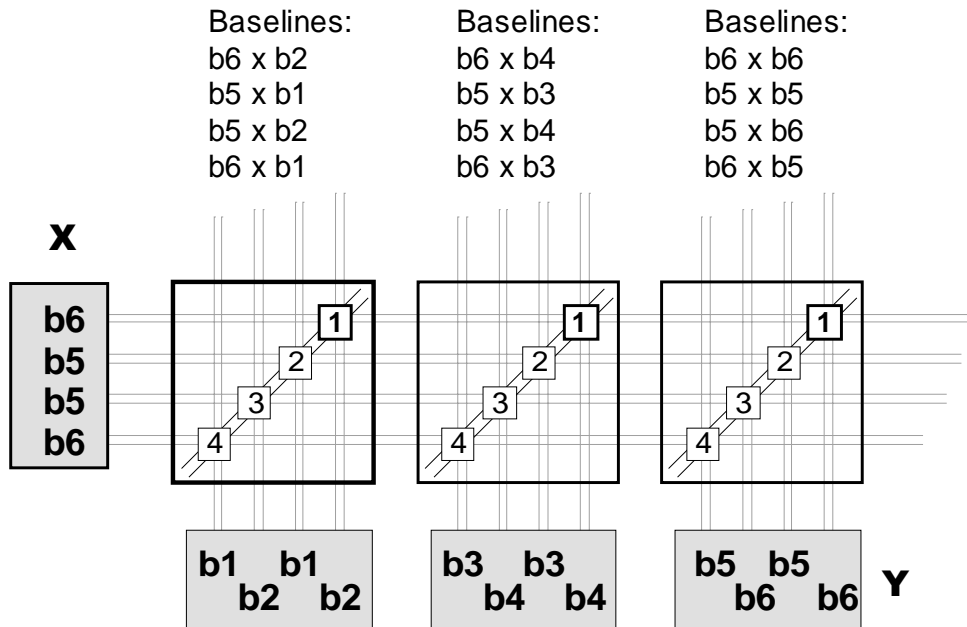 Baselines: Baselines: Baselines:
b6 x b2 b6 x b4 b6 x b6
b5 x b1 b5 x b3 b5 x b5
b5 x b2 b5 x b4 b5 x b6
b6 x b1 b6 x b3 b6 x b5
X
b6 1 1 1
b5 2 2 2
b5 3 3 3
b6 4 4 4
b1 b1 b3 b3 b5 b5
b2 b2 b4 b4 b6 b6
Y